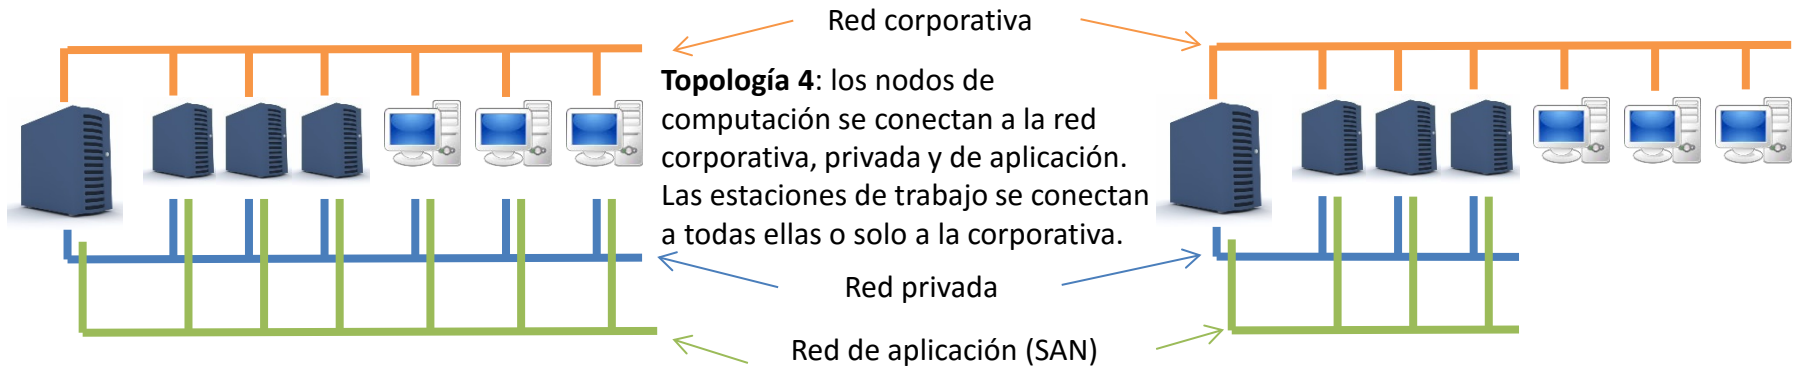 Red corporativa
Topología 4: los nodos de
computación se conectan a la red
corporativa, privada y de aplicación.
Las estaciones de trabajo se conectan
a todas ellas o solo a la corporativa.
Red privada
Red de aplicación (SAN)